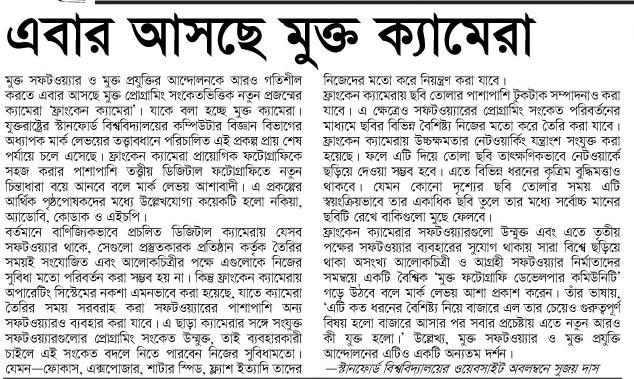 এবার আসছে মুক্ত ক্যামেরা
মুক্ত সফটওয়্যার ও মুক্ত প্রযুক্তির আন্দোলনকে আরও গতিশীল
করতে এবার আসছে মুক্ত প্রোগ্রামিং সংকেতভিত্তিক নতুন প্রজন্মের
ক্যামেরা ‘ফ্রাংকেন ক্যামেরা’। যাকে বলা হচ্ছে মুক্ত ক্যামেরা।
যুক্তরাষ্ট্রের স্টানফোর্ড বিশ্ববিদ্যালয়ের কম্পিউটার বিজ্ঞান বিভাগের
অধ্যাপক মার্ক লেভয়ের তত্ত্বাবধানে পরিচালিত এই প্রকল্প প্রায় শেষ
পর্যায়ে চলে এসেছে। ফ্রাংকেন ক্যামেরা প্রায়োগিক ফটোগ্রাফিকে
সহজ করার পাশাপাশি তত্ত্বীয় ডিজিটাল ফটোগ্রাফিতে নতুন
চিন্তাধারা বয়ে আনবে বলে মার্ক লেভয় আশাবাদী। এ প্রকল্পের
আর্থিক পৃষ্ঠপোষকদের মধ্যে উল্লেখযোগ্য কয়েকটি হলো নকিয়া,
অ্যাডোবি, কোডাক ও এইচপি।
বর্তমানে বাণিজ্যিকভাবে প্রচলিত ডিজিটাল ক্যামেরায় যেসব
সফটওয়্যার থাকে, সেগুলো প্রস্তুতকারক প্রতিষ্ঠান কর্তৃক তৈরির
সময়ই সংযোজিত এবং আলোকচিত্রীর পক্ষে এগুলোকে নিজের
সুবিধা মতো পরিবর্তন করা সম্ভব হয় না। কিন্তু ফ্রাংকেন ক্যামেরায়
অপারেটিং সিস্টেমের নকশা এমনভাবে করা হয়েছে, যাতে ক্যামেরা
তৈরির সময় সরবরাহ করা সফটওয়্যারের পাশাপাশি অন্য
সফটওয়্যারও ব্যবহার করা যাবে। এ ছাড়া ক্যামেরার সঙ্গে সংযুক্ত
সফটওয়্যারগুলোর প্রোগ্রামিং সংকেত উন্মুক্ত, তাই ব্যবহারকারী
চাইলে এই সংকেত বদলে নিতে পারবেন নিজের সুবিধামতো।
যেমন—ফোকাস, এক্সপোজার, শাটার স্পিড, ফ্ল্যাশ ইত্যাদি তাদের
নিজেদের মতো করে নিয়ন্ত্রণ করা যাবে।
ফ্রাংকেন ক্যামেরায় ছবি তোলার পাশাপাশি টুকটাক সম্পাদনাও করা
যাবে। এ ক্ষেত্রেও সফটওয়্যারের প্রোগ্রামিং সংকেত পরিবর্তনের
মাধ্যমে ছবির বিভিন্ন বৈশিষ্ট্য নিজের মতো করে তৈরি করা যাবে।
ফ্রাংকেন ক্যামেরায় উচ্চক্ষমতার নেটওয়ার্কিং যন্ত্রাংশ সংযুক্ত করা
হয়েছে। ফলে এটি দিয়ে তোলা ছবি তাৎক্ষণিকভাবে নেটওয়ার্কে
ছড়িয়ে দেওয়া সম্ভব হবে। এতে বিভিন্ন ধরনের কৃত্রিম বুদ্ধিমত্তাও
থাকবে। যেমন কোনো দৃশ্যের ছবি তোলার সময় এটি
স্বয়ংক্রিয়ভাবে তার একাধিক ছবি তুলে তার মধ্যে সর্বোচ্চ মানের
ছবিটি রেখে বাকিগুলো মুছে ফেলবে।
ফ্রাংকেন ক্যামেরার সফটওয়্যারগুলো উন্মুক্ত এবং এতে তৃতীয়
পক্ষের সফটওয়্যার ব্যবহারের সুযোগ থাকায় সারা বিশ্বে ছড়িয়ে
থাকা অসংখ্য আলোকচিত্রী ও আগ্রহী সফটওয়্যার নির্মাতাদের
সমন্বয়ে একটি বৈশ্বিক ‘মুক্ত ফটোগ্রাফি ডেভেলপার কমিউনিটি’
গড়ে উঠবে বলে মার্ক লেভয় আশা প্রকাশ করেন। তাঁর ভাষায়,
‘এটি কত ধরনের বৈশিষ্ট্য নিয়ে বাজারে এল তার চেয়েও গুরুত্বপূর্ণ
বিষয় হলো বাজারে আসার পর সবার প্রচেষ্টায় এতে নতুন আরও
কী যুক্ত হলো।’ উল্লেখ্য, মুক্ত সফটওয়্যার ও মুক্ত প্রযুক্তি
আন্দোলনের এটিও একটি অন্যতম দর্শন।
—স্টানফোর্ড বিশ্ববিদ্যালয়ের ওয়েবসাইট অবলম্বনে সুজয় দাস